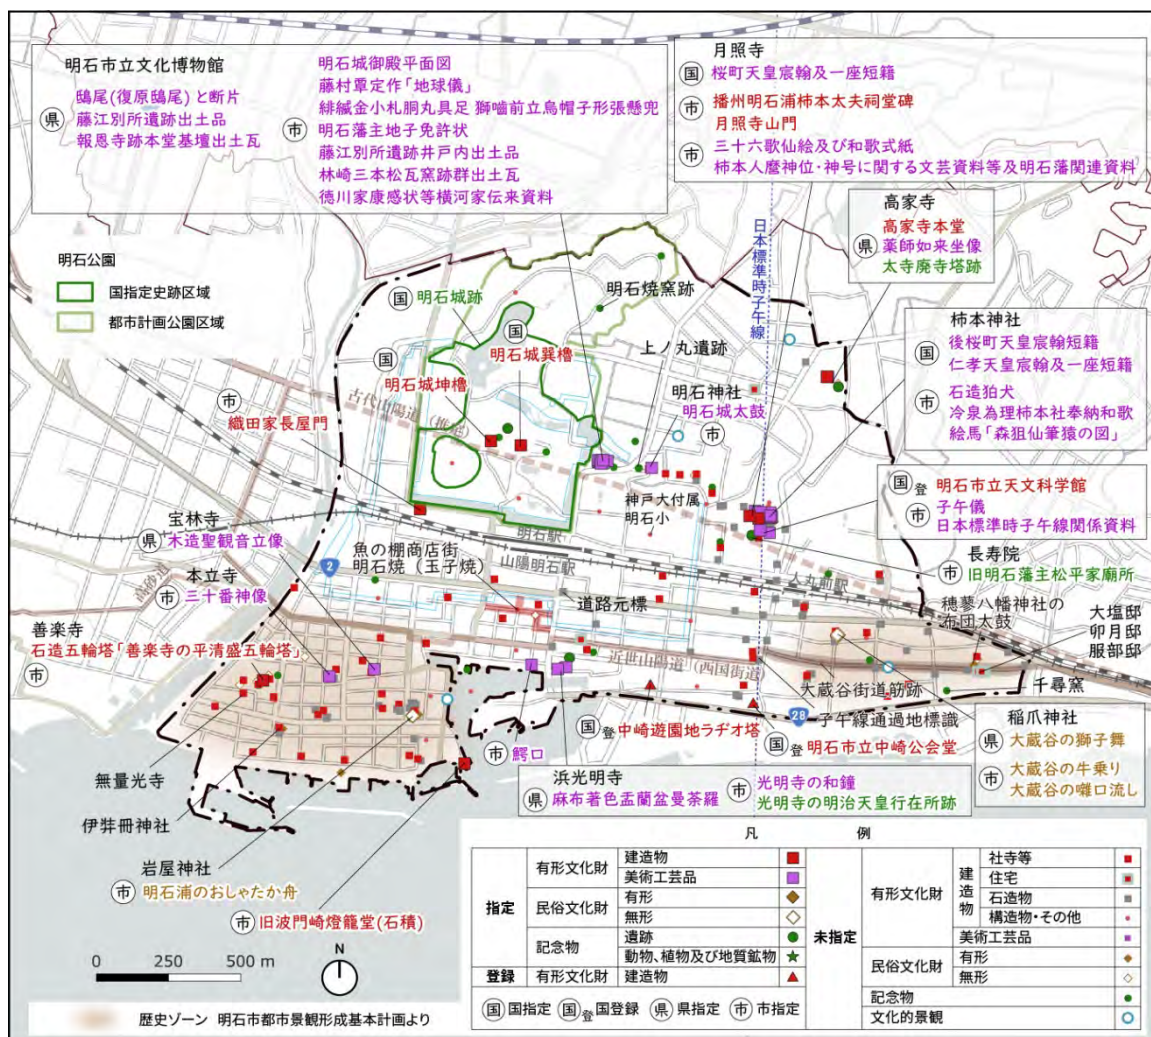 明石市立文化博物館
県
鴟尾(復原鴟尾)と断片
藤江別所遺跡出土品
報恩寺跡本堂基壇出土瓦
市
明石城御殿平面図
藤村覃定作「地球儀」
緋縅金小札胴丸具足 獅嚙前立烏帽子形張懸兜
明石藩主地子免許状
藤江別所遺跡井戸内出土品
林崎三本松瓦窯跡群出土瓦
徳川家康感状等横河家伝来資料
月照寺
国 桜町天皇宸翰及一座短籍
市 播州明石浦柿本太夫祠堂碑
月照寺山門
市 三十六歌仙絵及び和歌式紙
柿本人麿神位・神号に関する文芸資料等及明石藩関連資料
高家寺
高家寺本堂
県 薬師如来坐像
太寺廃寺塔跡
柿本神社
国 後桜町天皇宸翰短籍
仁孝天皇宸翰及一座短籍
市 石造狛犬
冷泉為理柿本社奉納和歌
絵馬「森狙仙筆猿の図」
国登 明石市立天文科学館
市 子午儀
日本標準時子午線関係資料
長寿院
市 旧明石藩主松平家廟所
明石公園
国指定史跡区域
都市計画公園区域
日本標準時子午線
国 明石城跡
明石焼窯跡
国 明石城巽櫓
国 明石城坤櫓
上ノ丸遺跡
明石神社
明石城太鼓
市
市 織田家長屋門
古代山陽道(推定)
神戸大付属
明石小
明石駅
山陽明石駅
人丸前駅
宝林寺
県 木造聖観音立像
2
魚の棚商店街
明石焼(玉子焼)
道路元標
本立寺
市 三十番神像
高砂道
善楽寺
石造五輪塔「善楽寺の平清盛五輪塔」
市
近世山陽道(西国街道)
穂蓼八幡神社の
布団太鼓
大塩邸
卯月邸
服部邸
千尋窯
大蔵谷街道筋跡
子午線通過地標識
28
国登 中崎遊園地ラヂオ塔
国登 明石市立中崎公会堂
稲爪神社
県 大蔵谷の獅子舞
市 大蔵谷の牛乗り
大蔵谷の囃口流し
市 鰐口
浜光明寺
県 麻布著色盂蘭盆曼荼羅
市 光明寺の和鐘
光明寺の明治天皇行在所跡
無量光寺
伊弉冊神社
岩屋神社
市 明石浦のおしゃたか舟
市 旧波門崎燈籠堂(石積)
0 250 500 m
N
歴史ゾーン 明石市都市景観形成基本計画より
凡 例
指定 有形文化財 建造物
美術工芸品
民俗文化財 有形
無形
記念物 遺跡
動物、植物及び地質鉱物
登録 有形文化財 建造物
未指定 有形文化財 建造物 社寺等
住宅
石造物
構造物・その他
美術工芸品
民俗文化財 有形
無形
記念物
文化的景観
国 国指定 国登 国登録 県 県指定 市 市指定